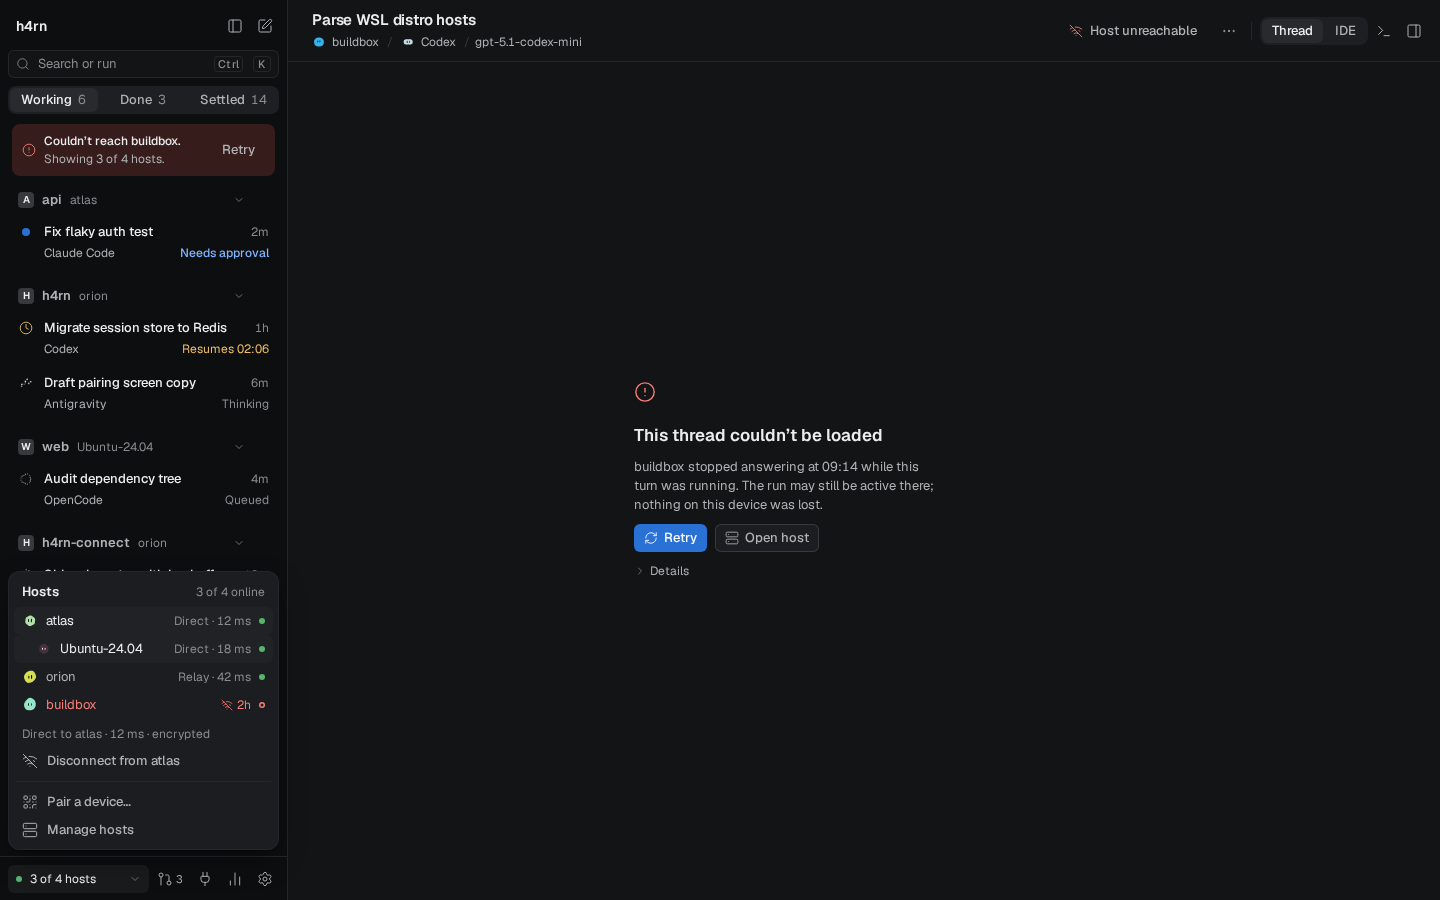 h4rn
Search or run Ctrl K
Working 6 Done 3 Settled 14
Couldn't reach buildbox.
Showing 3 of 4 hosts.
Retry
A api atlas
Fix flaky auth test 2m
Claude Code Needs approval
H h4rn orion
Migrate session store to Redis 1h
Codex Resumes 02:06
Draft pairing screen copy 6m
Antigravity Thinking
W web Ubuntu-24.04
Audit dependency tree 4m
OpenCode Queued
H h4rn-connect orion
Hosts 3 of 4 online
atlas Direct · 12 ms
Ubuntu-24.04 Direct · 18 ms
orion Relay · 42 ms
buildbox 2h
Direct to atlas · 12 ms · encrypted
Disconnect from atlas
Pair a device…
Manage hosts
3 of 4 hosts 3
Parse WSL distro hosts
buildbox / Codex / gpt-5.1-codex-mini
Host unreachable Thread IDE
This thread couldn't be loaded
buildbox stopped answering at 09:14 while this
turn was running. The run may still be active there;
nothing on this device was lost.
Retry Open host
Details